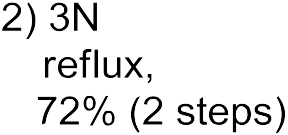 2) 3N
reflux,
72% (2 steps)